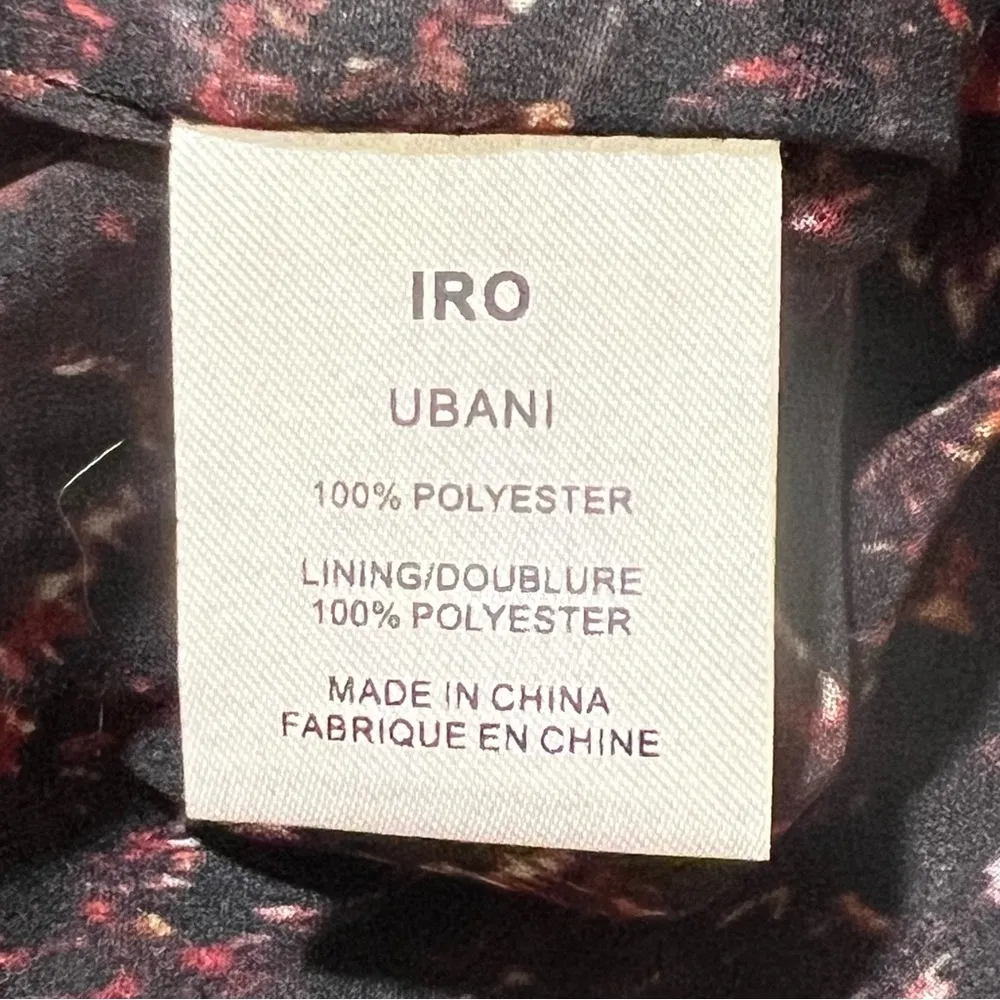 IRO
UBANI
100% POLYESTER
LINING/DOUBLURE
100% POLYESTER
MADE IN CHINA
FABRIQUE EN CHINE